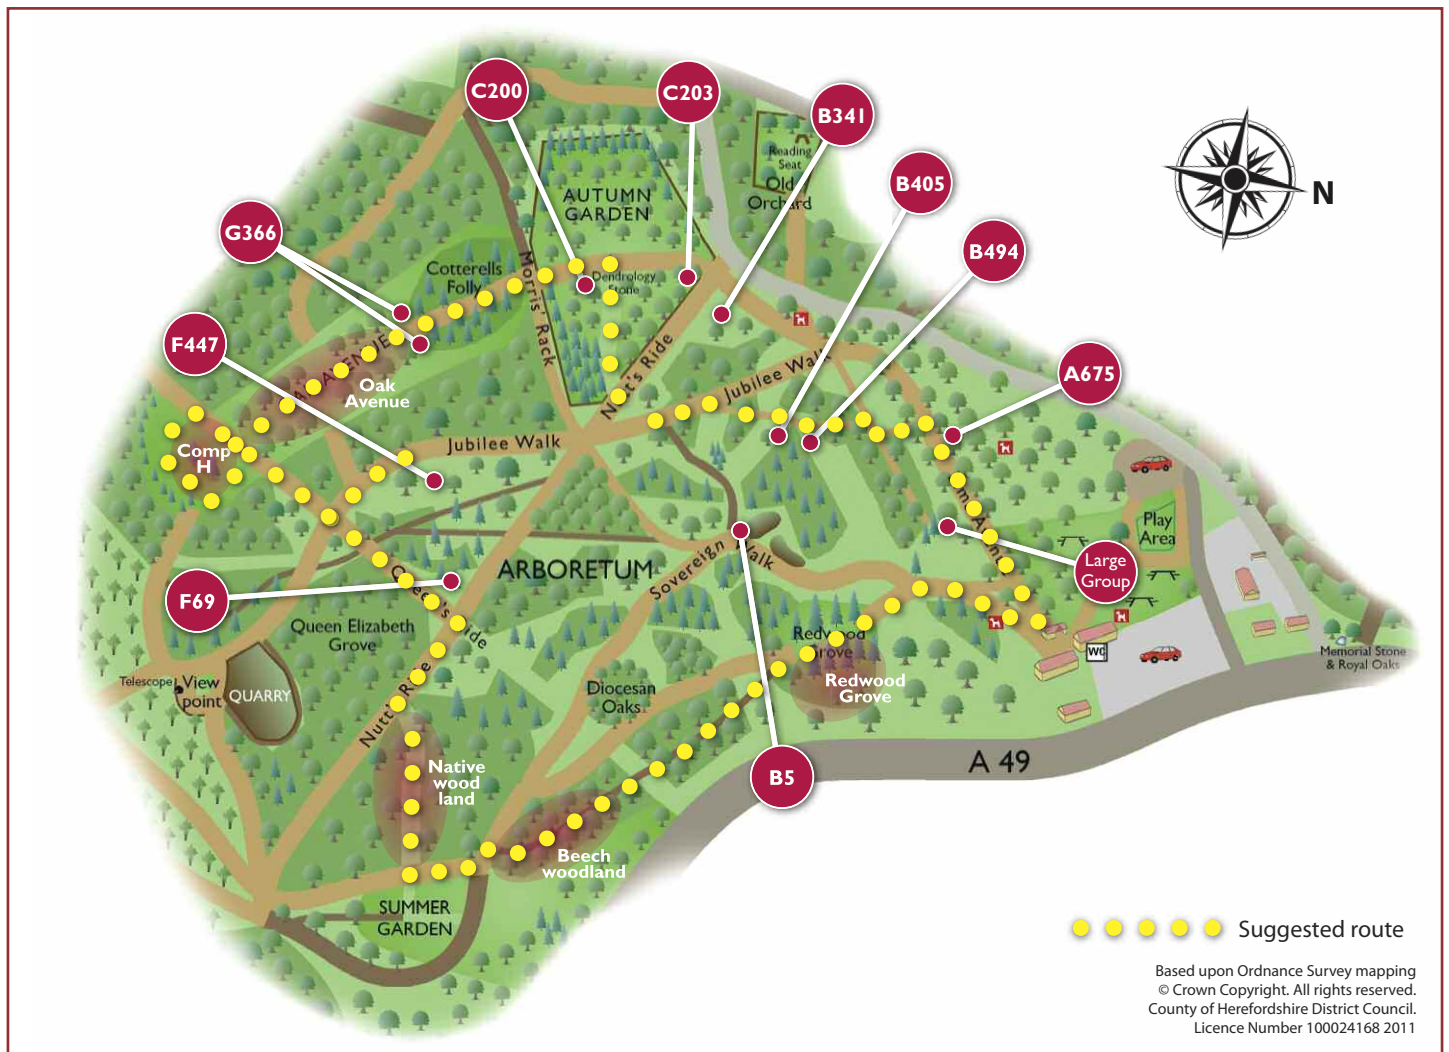 C200
C203
B341
B405
B494
G366
F447
A675
F69
B5
Large
Group
Reading
Seat
Old
Orchard
AUTUMN
GARDEN
Dendrology
Stone
Cotterells
Folly
Morris' Rack
N
Oak
Avenue
Comp
H
Jubilee Walk
Jubilee Walk
ARBORETUM
Sovereign Walk
Queen's Ride
Queen Elizabeth
Grove
Telescope
View
point
QUARRY
Diocesan
Oaks
Redwood
Grove
Redwood
Grove
Play
Area
WC
Memorial Stone
& Royal Oaks
A 49
Native
wood
land
Beech
woodland
SUMMER
GARDEN
Suggested route
Based upon Ordnance Survey mapping
© Crown Copyright. All rights reserved.
County of Herefordshire District Council.
Licence Number 100024168 2011